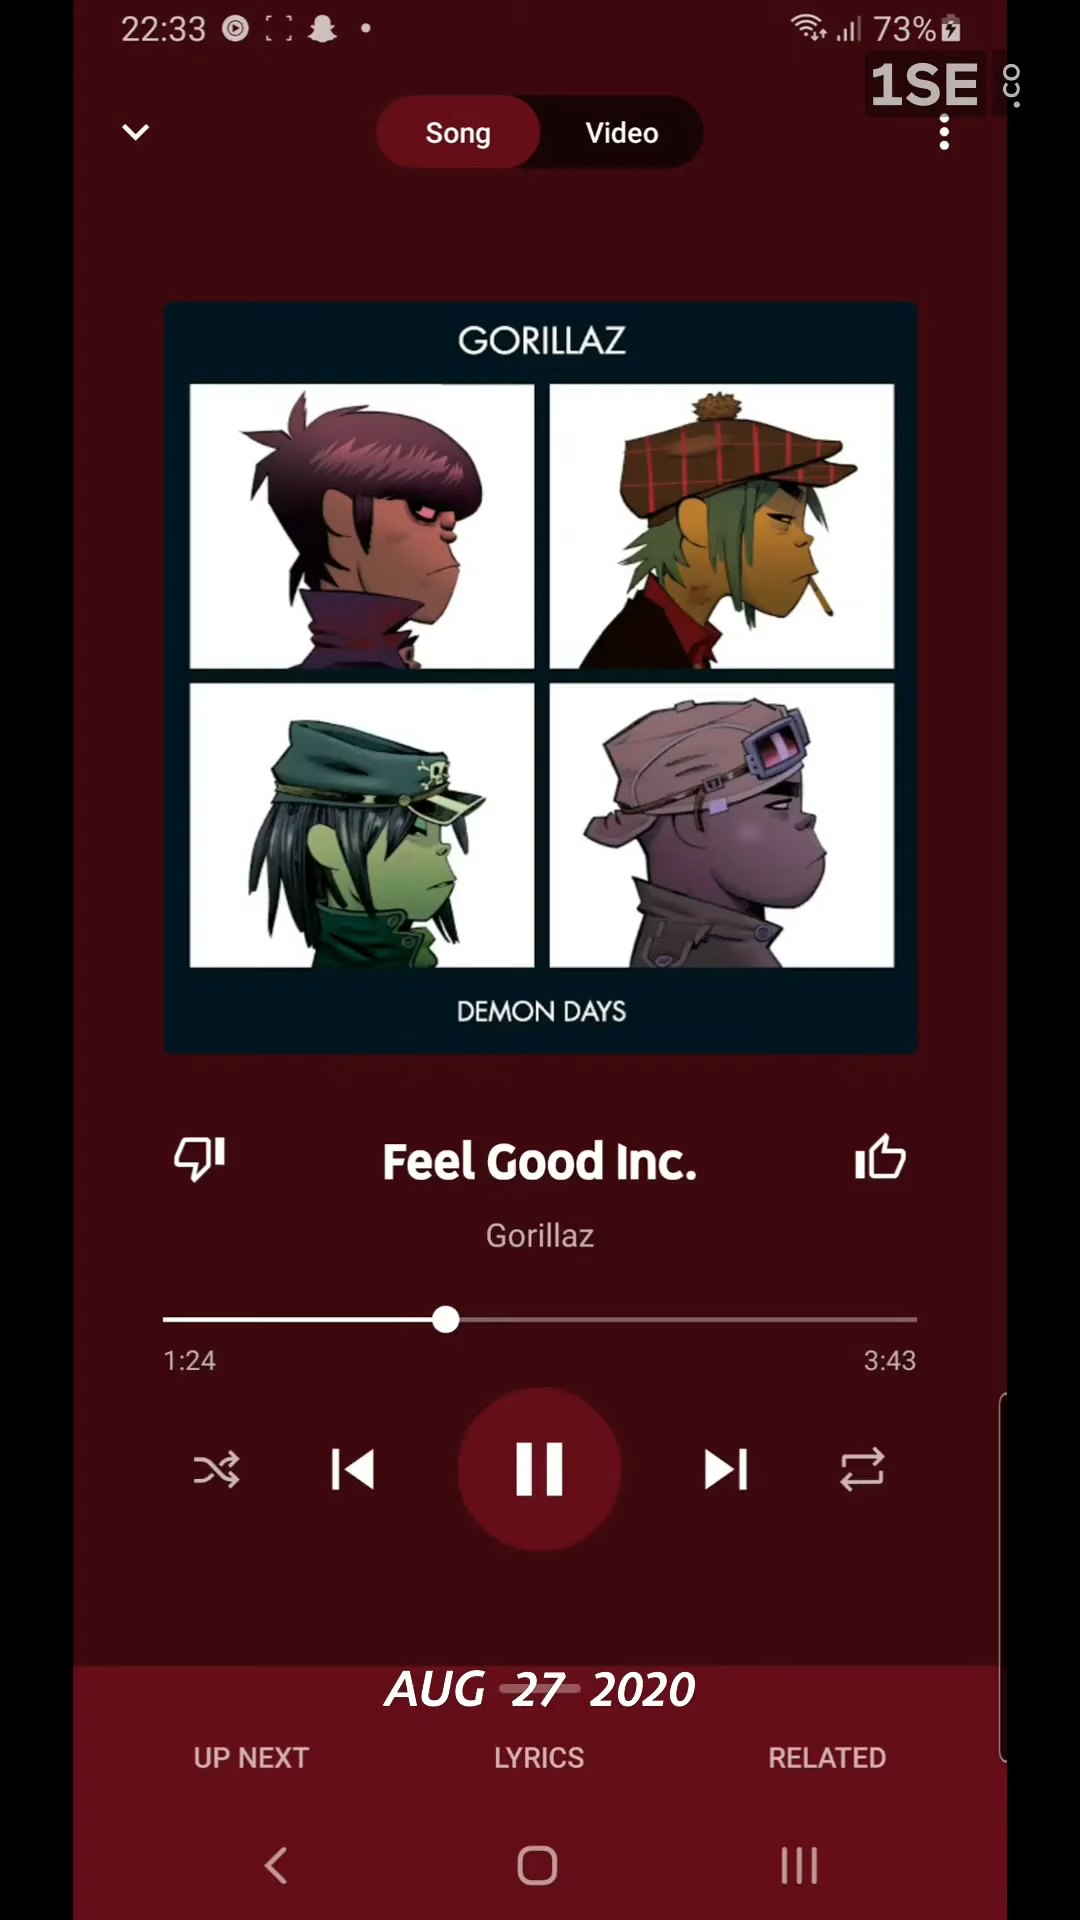 22:33
73%
1SE.co
Song
Video
GORILLAZ
DEMON DAYS
Feel Good Inc.
Gorillaz
1:24
3:43
AUG 27 2020
UP NEXT
LYRICS
RELATED